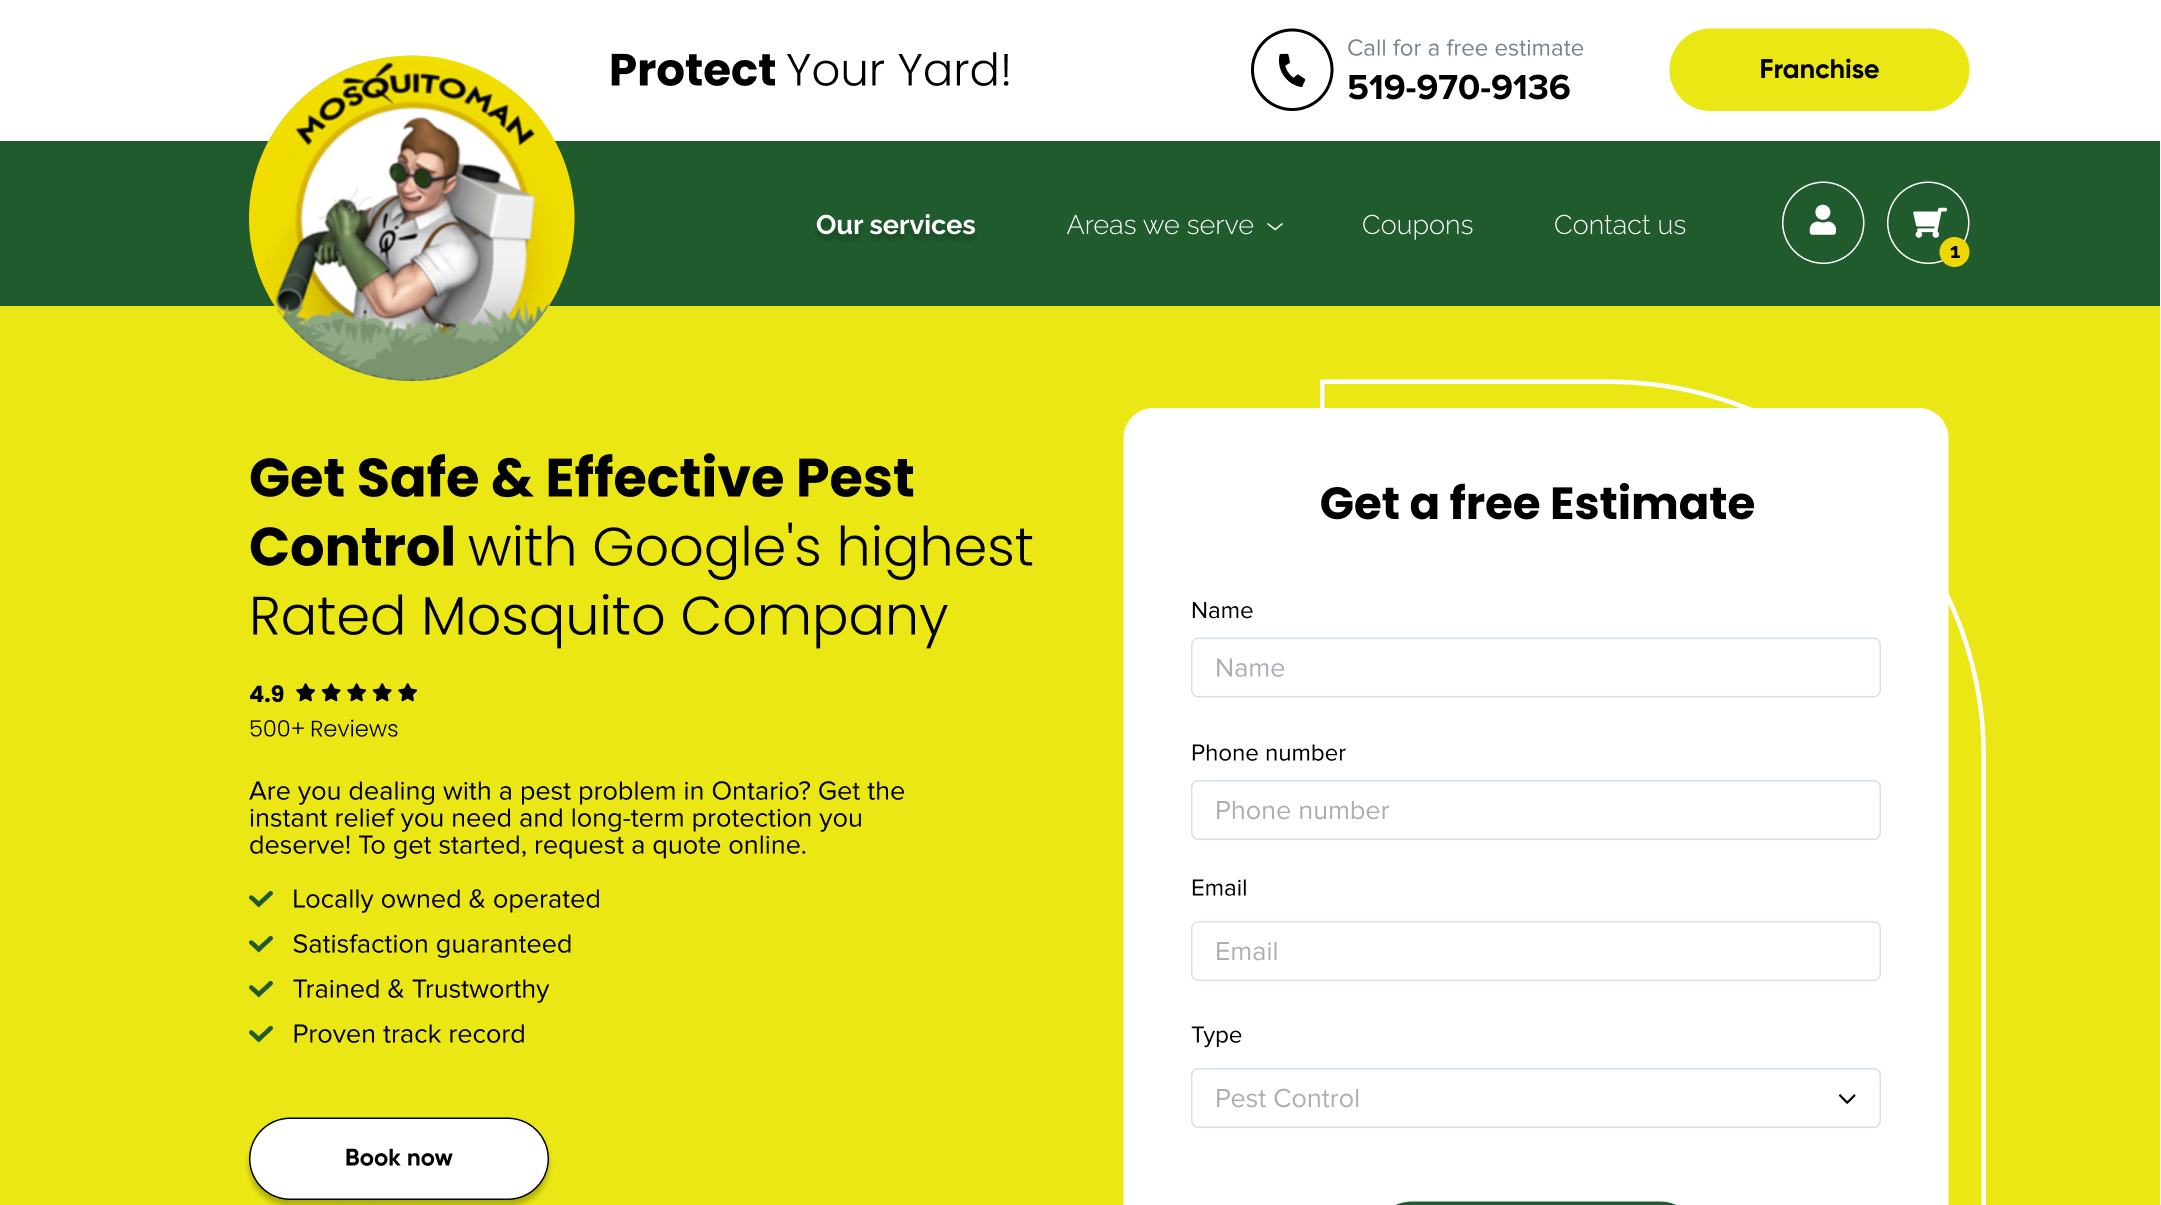 MOSQUITOMAN
Protect Your Yard!
Call for a free estimate
519-970-9136
Franchise
Our services
Areas we serve
Coupons
Contact us
1
Get Safe & Effective Pest
Control with Google's highest
Rated Mosquito Company
4.9
500+ Reviews
Are you dealing with a pest problem in Ontario? Get the
instant relief you need and long-term protection you
deserve! To get started, request a quote online.
Locally owned & operated
Satisfaction guaranteed
Trained & Trustworthy
Proven track record
Book now
Get a free Estimate
Name
Name
Phone number
Phone number
Email
Email
Type
Pest Control